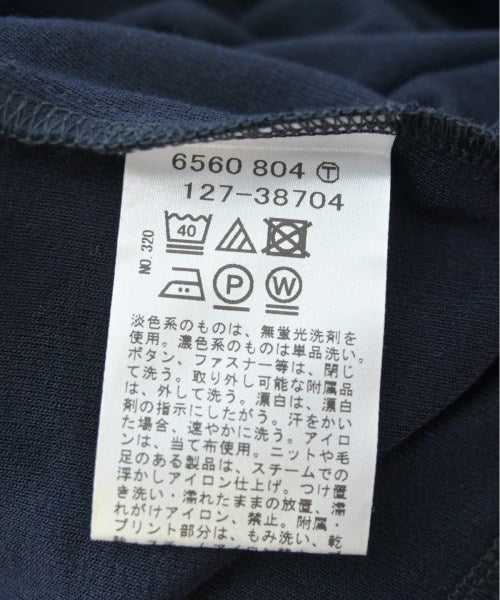 6560 804 Ⓣ
127-38704
NO. 320
40
P
W
淡色系のものは、無蛍光洗剤を
使用。濃色系のものは単品洗い。
ボタン、ファスナー等は、閉じ
て洗う。取り外し可能な附属品
は、外して洗う。漂白は、漂白
剤の指示にしたがう。汗をかい
た場合、速やかに洗う。アイロ
ンは、当て布使用。ニットや毛
足のある製品は、スチームでの
浮かしアイロン仕上げ。つけ置
き洗い・濡れたままの放置、濡
れがけアイロン、禁止。附属・
プリント部分は、もみ洗い、乾